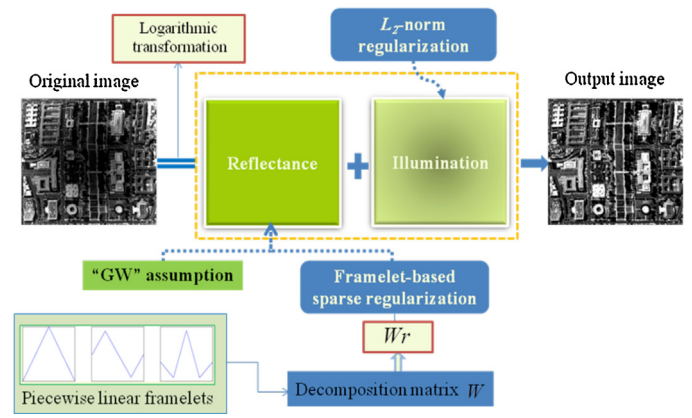 Logarithmic
transformation
L₂-norm
regularization
Original image
Output image
Reflectance
+
Illumination
“GW” assumption
Framelet-based
sparse regularization
Wr
Piecewise linear framelets
Decomposition matrix W